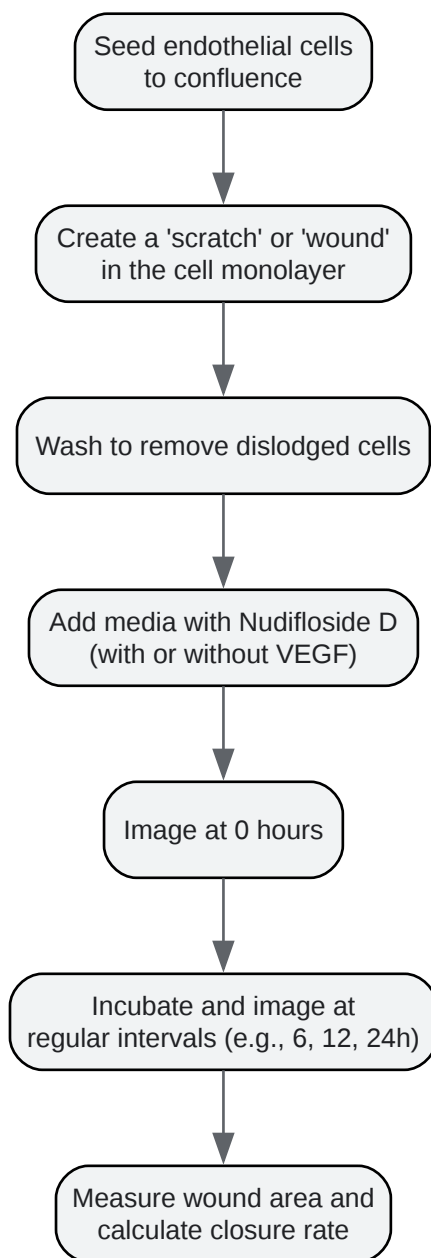 Seed endothelial cells
to confluence
Create a 'scratch' or 'wound'
in the cell monolayer
Wash to remove dislodged cells
Add media with Nudifloside D
(with or without VEGF)
Image at 0 hours
Incubate and image at
regular intervals (e.g., 6, 12, 24h)
Measure wound area and
calculate closure rate